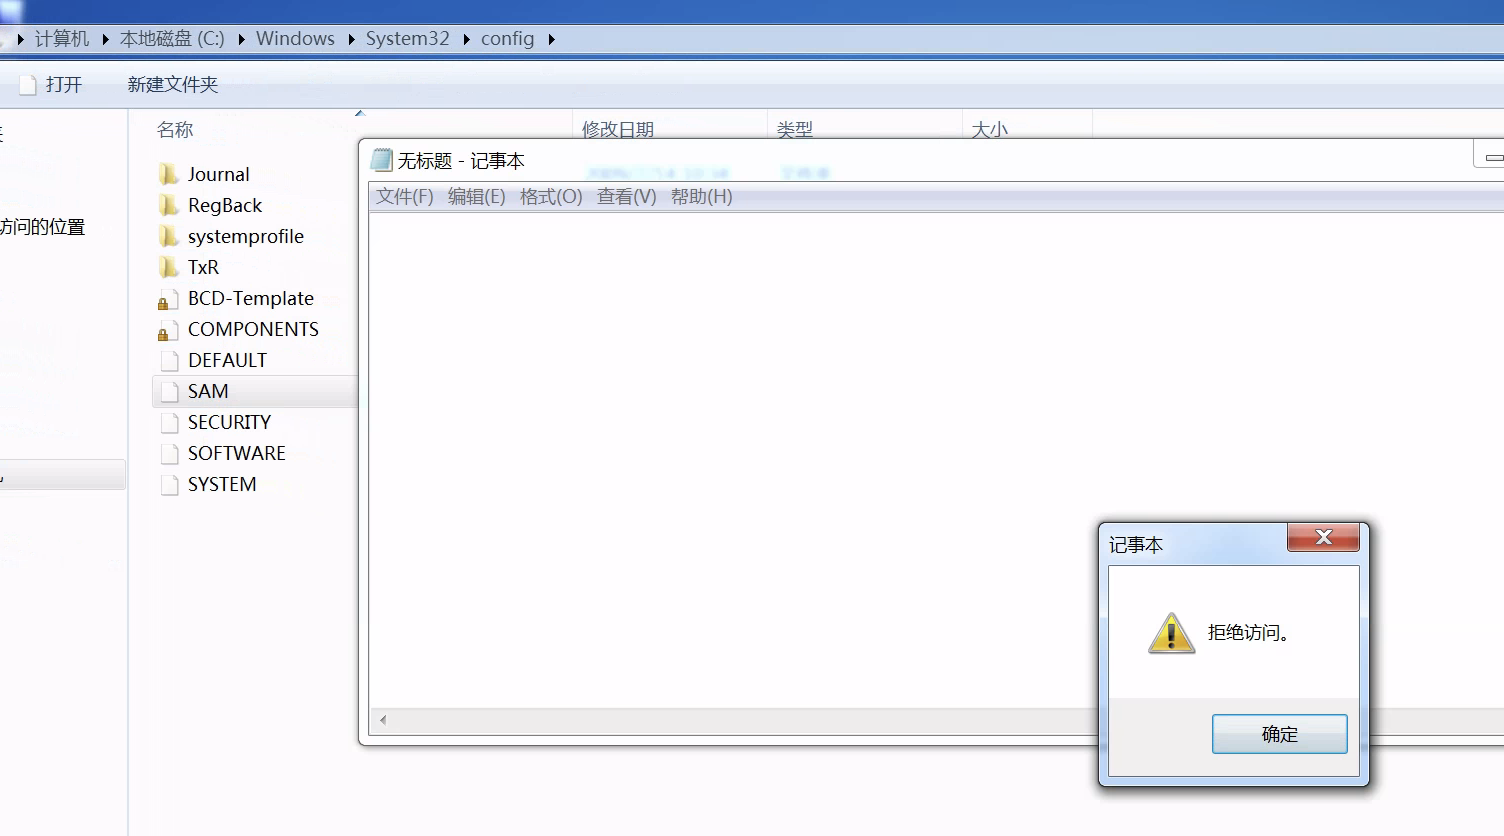 计算机 本地磁盘 (C:) Windows System32 config
打开 新建文件夹
名称 修改日期 类型 大小
无标题 - 记事本
文件(F) 编辑(E) 格式(O) 查看(V) 帮助(H)
Journal
RegBack
访问的位置
systemprofile
TxR
BCD-Template
COMPONENTS
DEFAULT
SAM
SECURITY
SOFTWARE
SYSTEM
记事本
拒绝访问。
确定